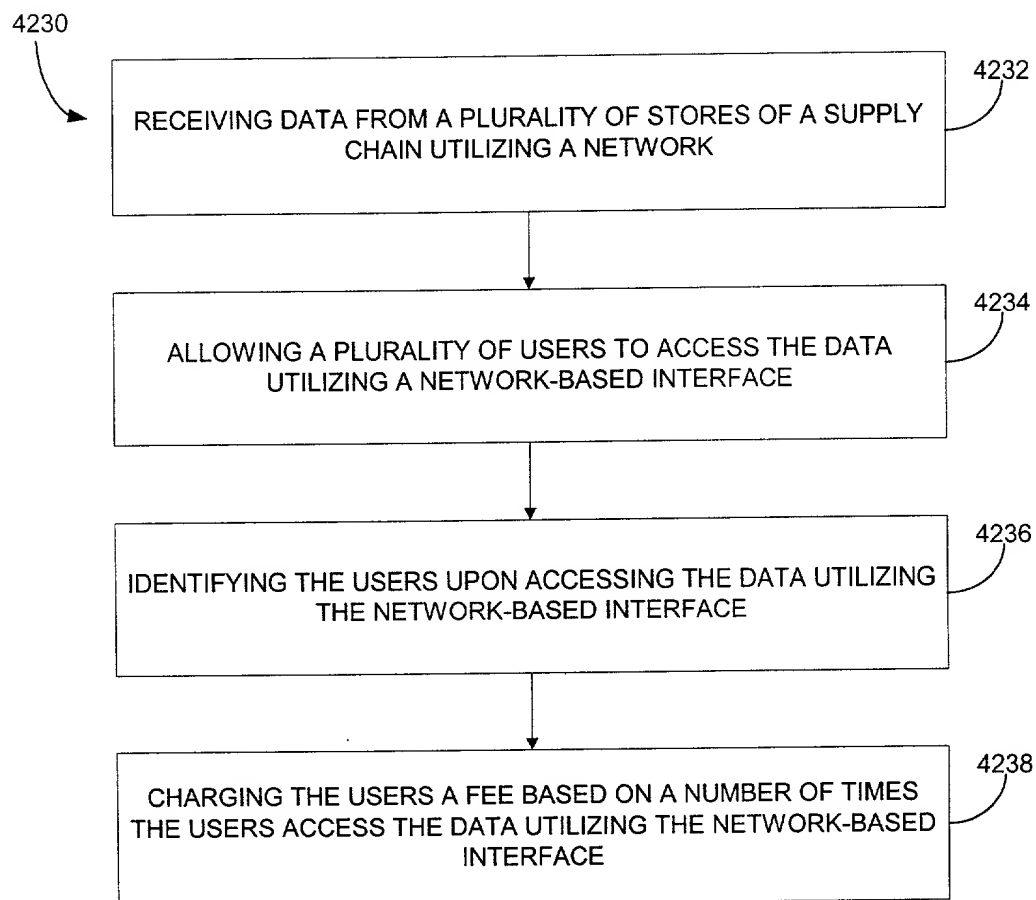 4230
4232
RECEIVING DATA FROM A PLURALITY OF STORES OF A SUPPLY
CHAIN UTILIZING A NETWORK
4234
ALLOWING A PLURALITY OF USERS TO ACCESS THE DATA
UTILIZING A NETWORK-BASED INTERFACE
4236
IDENTIFYING THE USERS UPON ACCESSING THE DATA UTILIZING
THE NETWORK-BASED INTERFACE
4238
CHARGING THE USERS A FEE BASED ON A NUMBER OF TIMES
THE USERS ACCESS THE DATA UTILIZING THE NETWORK-BASED
INTERFACE